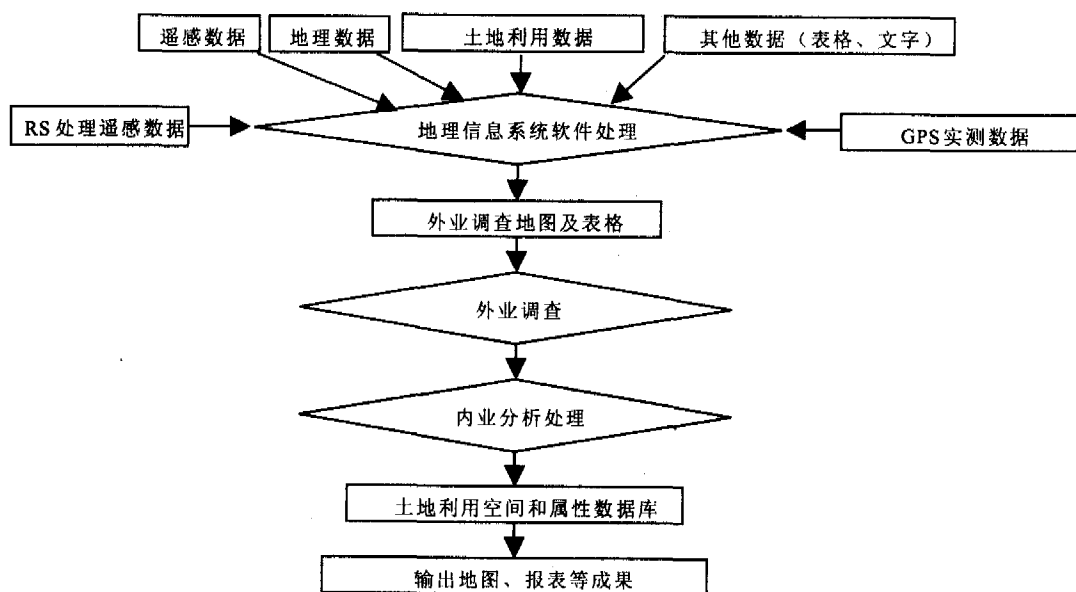 遥感数据
地理数据
土地利用数据
其他数据（表格、文字）
RS处理遥感数据
地理信息系统软件处理
GPS实测数据
外业调查地图及表格
外业调查
内业分析处理
土地利用空间和属性数据库
输出地图、报表等成果